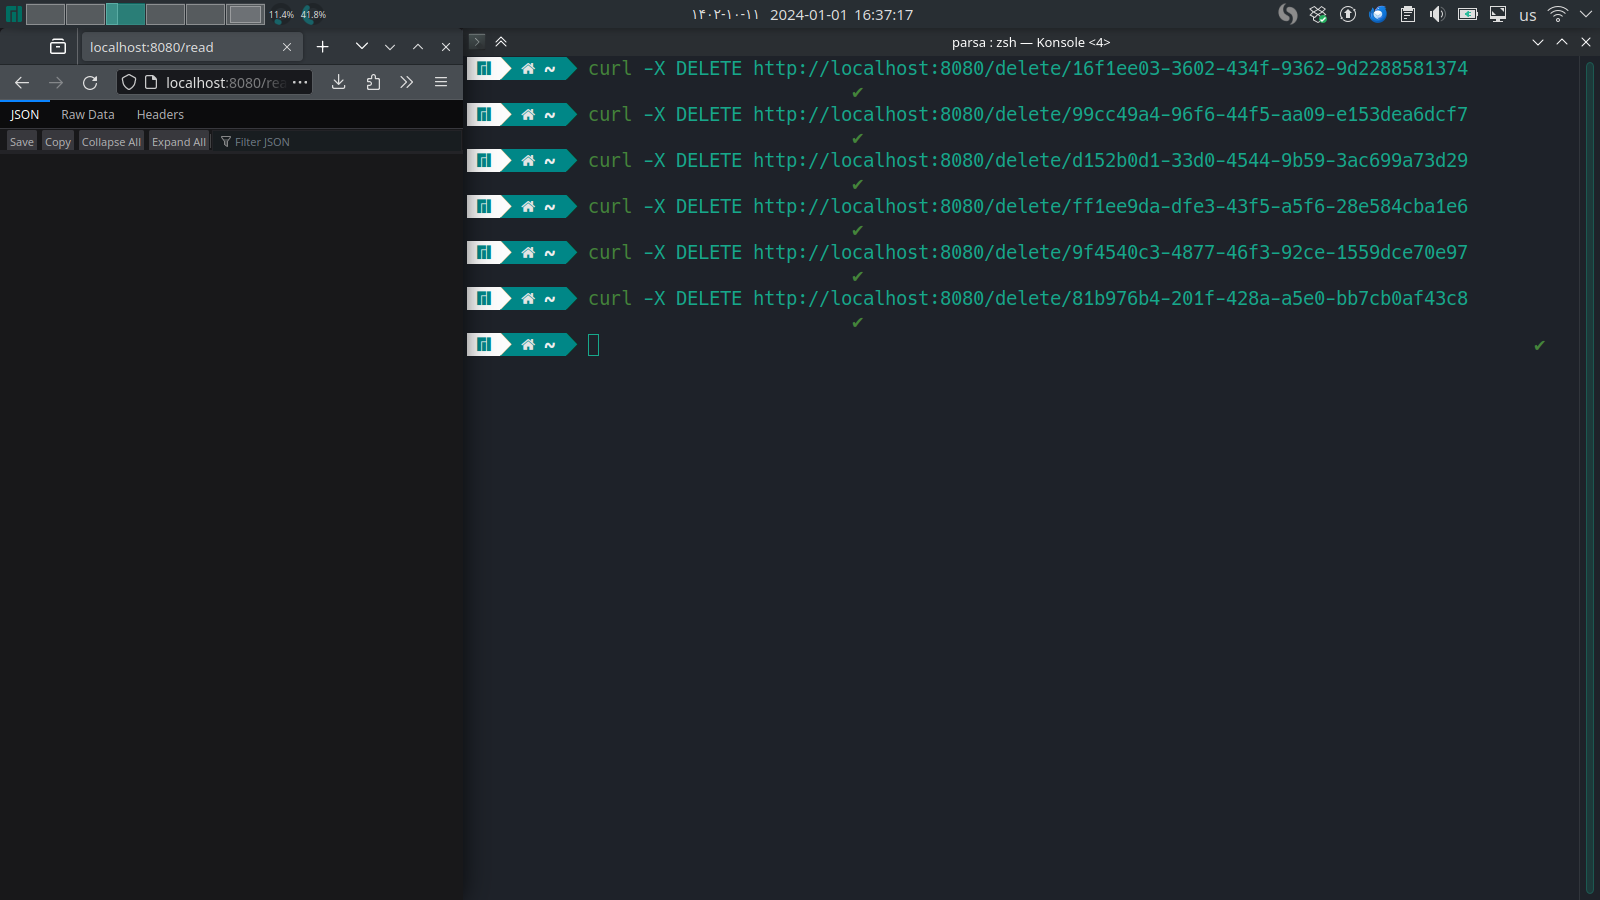 11.4% 41.8% ۱۴۰۲-۱۰-۱۱ 2024-01-01 16:37:17 us
localhost:8080/read
parsa : zsh — Konsole <4>
localhost:8080/rea
JSON Raw Data Headers
Save Copy Collapse All Expand All Filter JSON
~ curl -X DELETE http://localhost:8080/delete/16f1ee03-3602-434f-9362-9d2288581374
~ curl -X DELETE http://localhost:8080/delete/99cc49a4-96f6-44f5-aa09-e153dea6dcf7
~ curl -X DELETE http://localhost:8080/delete/d152b0d1-33d0-4544-9b59-3ac699a73d29
~ curl -X DELETE http://localhost:8080/delete/ff1ee9da-dfe3-43f5-a5f6-28e584cba1e6
~ curl -X DELETE http://localhost:8080/delete/9f4540c3-4877-46f3-92ce-1559dce70e97
~ curl -X DELETE http://localhost:8080/delete/81b976b4-201f-428a-a5e0-bb7cb0af43c8
~